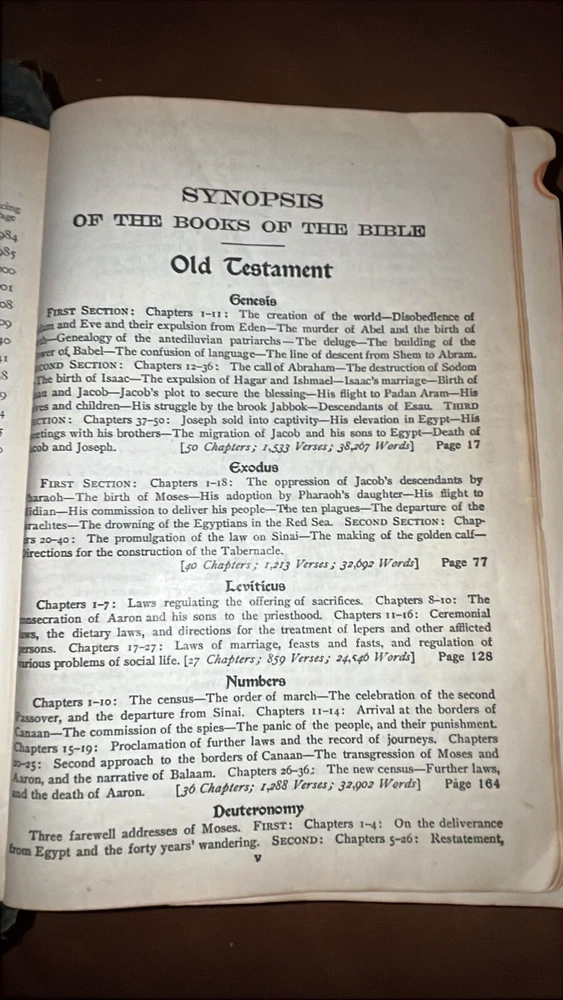 cing
age
984
985
SYNOPSIS
OF THE BOOKS OF THE BIBLE
Old Testament
Genesis
FIRST SECTION: Chapters 1-11: The creation of the world—Disobedience of
and Eve and their expulsion from Eden—The murder of Abel and the birth of
—Genealogy of the antediluvian patriarchs—The deluge—The building of the
of Babel—The confusion of language—The line of descent from Shem to Abram.
SECTION: Chapters 12-36: The call of Abraham—The destruction of Sodom
The birth of Isaac—The expulsion of Hagar and Ishmael—Isaac's marriage—Birth of
and Jacob—Jacob's plot to secure the blessing—His flight to Padan Aram—His
and children—His struggle by the brook Jabbok—Descendants of Esau. THIRD
Chapters 37-50: Joseph sold into captivity—His elevation in Egypt—His
with his brothers—The migration of Jacob and his sons to Egypt—Death of
cob and Joseph. [50 Chapters; 1,533 Verses; 38,267 Words] Page 17
Exodus
FIRST SECTION: Chapters 1-18: The oppression of Jacob's descendants by
haraoh—The birth of Moses—His adoption by Pharaoh's daughter—His flight to
idian—His commission to deliver his people—The ten plagues—The departure of the
raelites—The drowning of the Egyptians in the Red Sea. SECOND SECTION: Chap-
rs 20-40: The promulgation of the law on Sinai—The making of the golden calf—
irections for the construction of the Tabernacle.
[40 Chapters; 1,213 Verses; 32,692 Words] Page 77
Leviticus
Chapters 1-7: Laws regulating the offering of sacrifices. Chapters 8-10: The
nsecration of Aaron and his sons to the priesthood. Chapters 11-16: Ceremonial
ws, the dietary laws, and directions for the treatment of lepers and other afflicted
ersons. Chapters 17-27: Laws of marriage, feasts and fasts, and regulation of
rious problems of social life. [27 Chapters; 859 Verses; 24,546 Words] Page 128
Numbers
Chapters 1-10: The census—The order of march—The celebration of the second
Passover, and the departure from Sinai. Chapters 11-14: Arrival at the borders of
Canaan—The commission of the spies—The panic of the people, and their punishment.
Chapters 15-19: Proclamation of further laws and the record of journeys. Chapters
20-25: Second approach to the borders of Canaan—The transgression of Moses and
Aaron, and the narrative of Balaam. Chapters 26-36: The new census—Further laws,
and the death of Aaron. [36 Chapters; 1,288 Verses; 32,902 Words] Page 164
Deuteronomy
Three farewell addresses of Moses. FIRST: Chapters 1-4: On the deliverance
from Egypt and the forty years' wandering. SECOND: Chapters 5-26: Restatement,
v